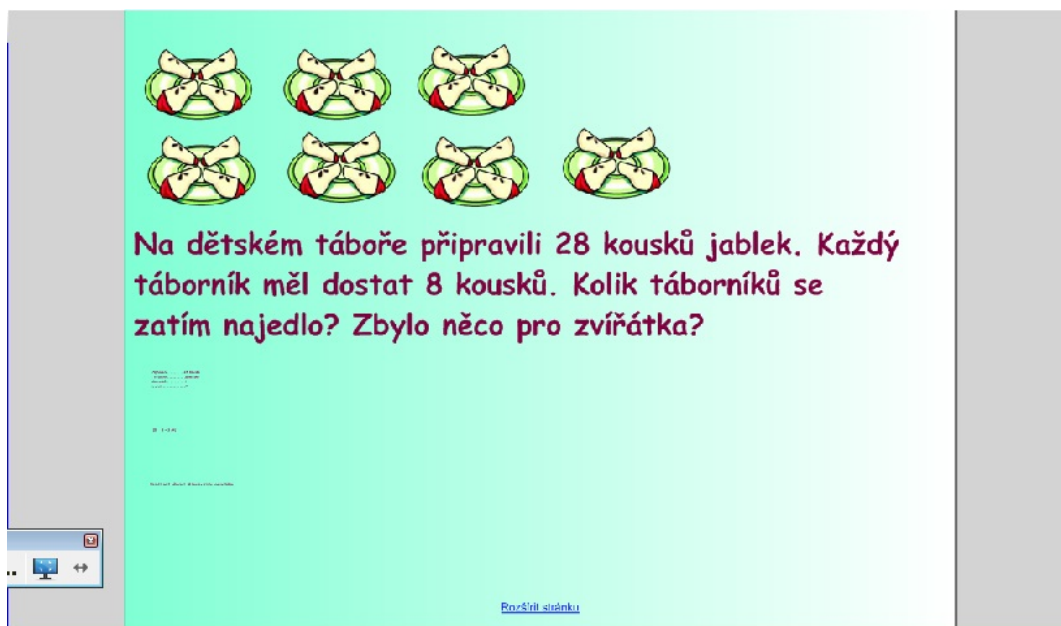 Na dětském táboře připravili 28 kousků jablek. Každý
táborník měl dostat 8 kousků. Kolik táborníků se
zatím najedlo? Zbylo něco pro zvířátka?
Rozšířit stránku